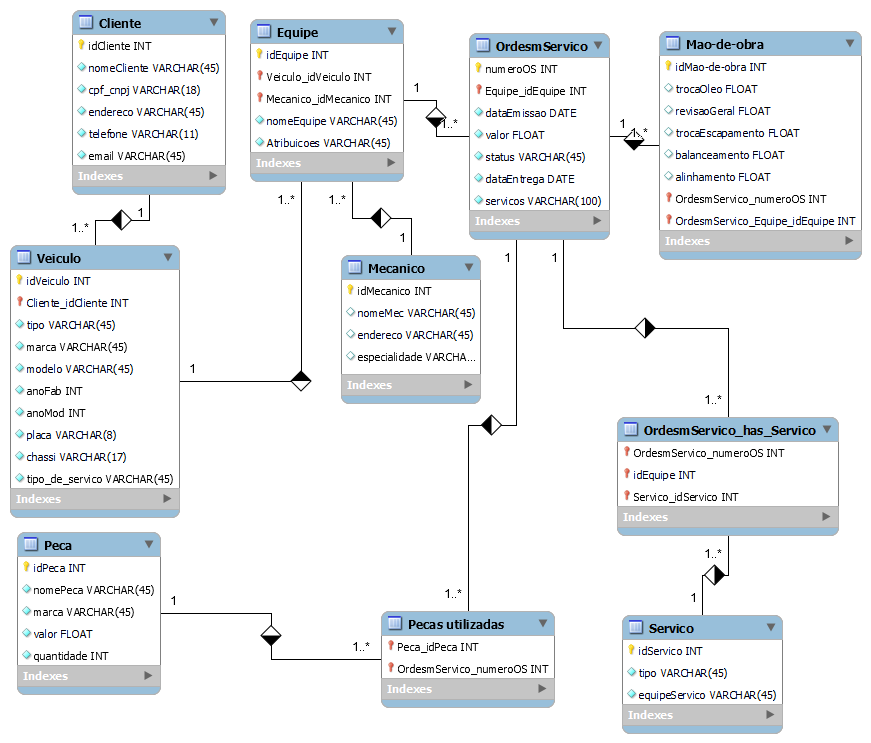 Cliente
idCliente INT
nomeCliente VARCHAR(45)
cpf_cnpj VARCHAR(18)
endereco VARCHAR(45)
telefone VARCHAR(11)
email VARCHAR(45)
Indexes
Equipe
idEquipe INT
Veiculo_idVeiculo INT
Mecanico_idMecanico INT
nomeEquipe VARCHAR(45)
Atribuicoes VARCHAR(45)
Indexes
OrdesmServico
numeroOS INT
Equipe_idEquipe INT
dataEmissao DATE
valor FLOAT
status VARCHAR(45)
dataEntrega DATE
servicos VARCHAR(100)
Indexes
Mao-de-obra
idMao-de-obra INT
trocaOleo FLOAT
revisaoGeral FLOAT
trocaEscapamento FLOAT
balanceamento FLOAT
alinhamento FLOAT
OrdesmServico_numeroOS INT
OrdesmServico_Equipe_idEquipe INT
Indexes
1
1..*
1
1..*
1
1..*
1..*
1..*
1
1
1
1
Veiculo
idVeiculo INT
Cliente_idCliente INT
tipo VARCHAR(45)
marca VARCHAR(45)
modelo VARCHAR(45)
anoFab INT
anoMod INT
placa VARCHAR(8)
chassi VARCHAR(17)
tipo_de_servico VARCHAR(45)
Indexes
Mecanico
idMecanico INT
nomeMec VARCHAR(45)
endereco VARCHAR(45)
especialidade VARCHA...
Indexes
1..*
OrdesmServico_has_Servico
OrdesmServico_numeroOS INT
idEquipe INT
Servico_idServico INT
Indexes
Peca
idPeca INT
nomePeca VARCHAR(45)
marca VARCHAR(45)
valor FLOAT
quantidade INT
Indexes
1
1..*
1..*
Pecas utilizadas
Peca_idPeca INT
OrdesmServico_numeroOS INT
Indexes
1..*
1
Servico
idServico INT
tipo VARCHAR(45)
equipeServico VARCHAR(45)
Indexes